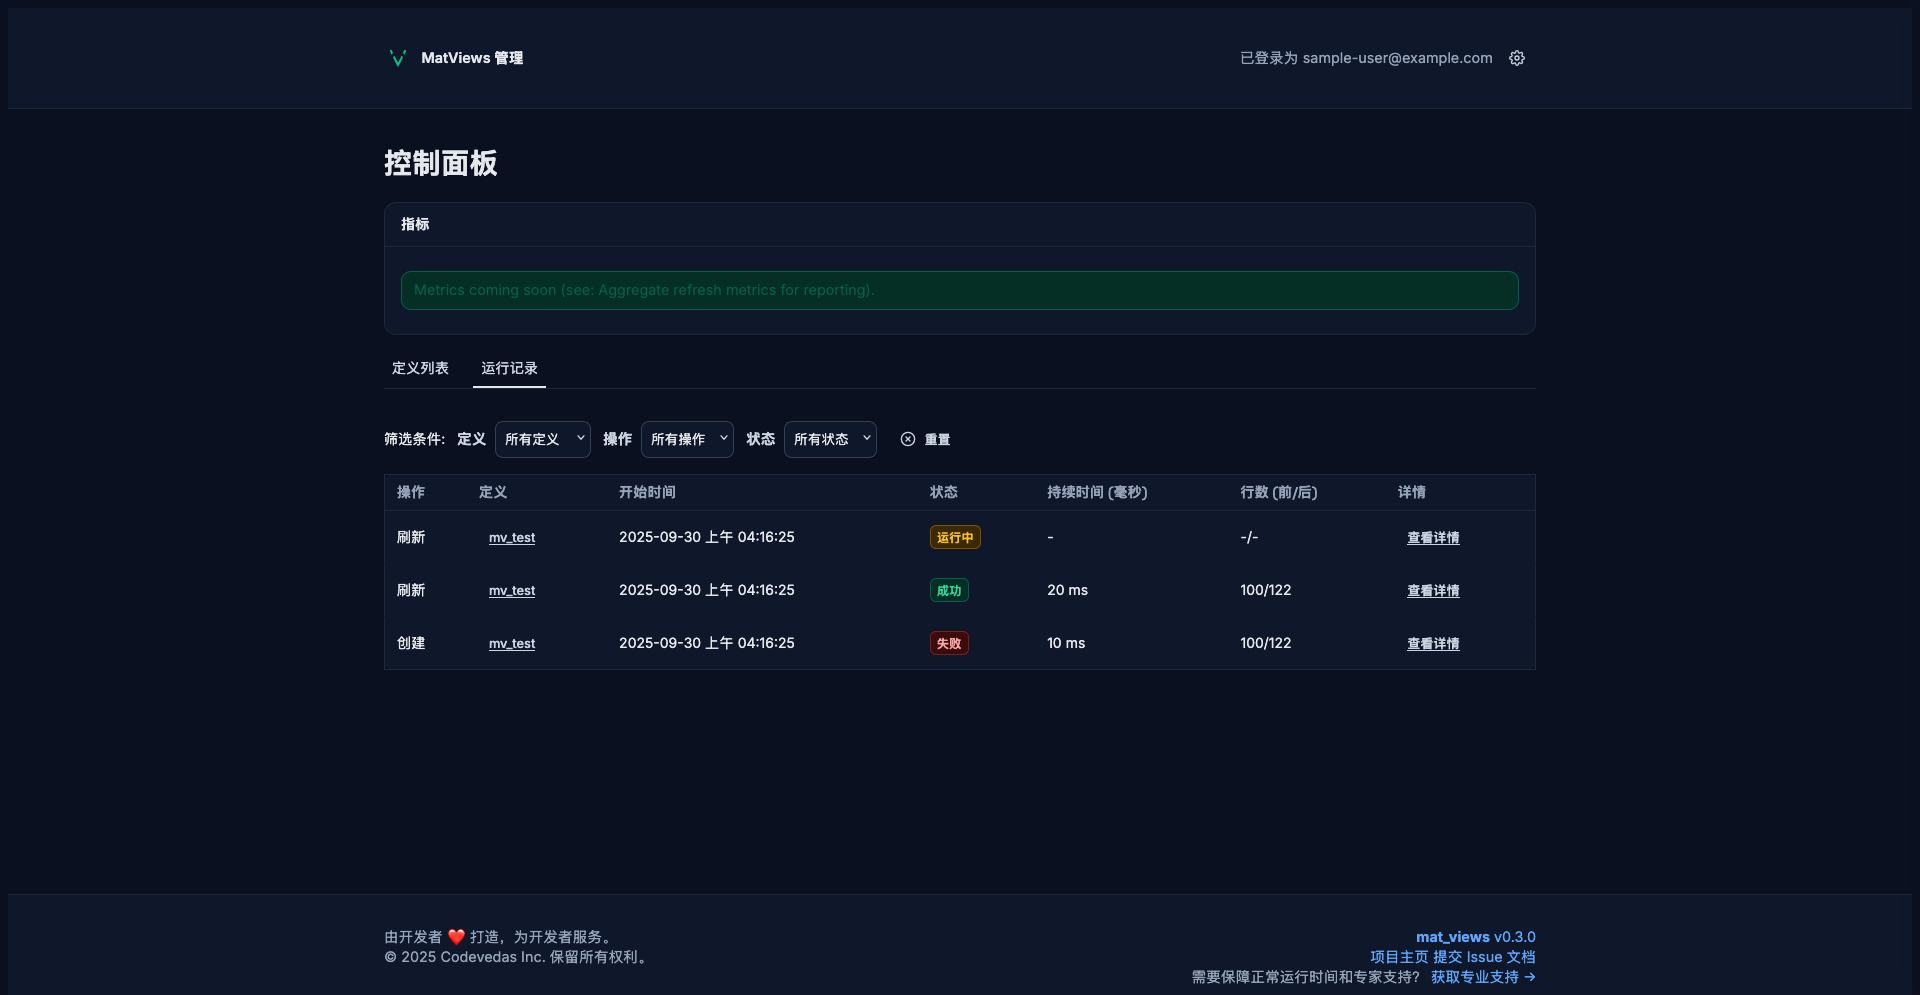 MatViews 管理
已登录为 sample-user@example.com
控制面板
指标
Metrics coming soon (see: Aggregate refresh metrics for reporting).
定义列表 运行记录
筛选条件: 定义 所有定义 操作 所有操作 状态 所有状态 重置
操作 定义 开始时间 状态 持续时间 (毫秒) 行数 (前/后) 详情
刷新 mv_test 2025-09-30 上午 04:16:25 运行中 - -/- 查看详情
刷新 mv_test 2025-09-30 上午 04:16:25 成功 20 ms 100/122 查看详情
创建 mv_test 2025-09-30 上午 04:16:25 失败 10 ms 100/122 查看详情
由开发者 ❤️ 打造，为开发者服务。
© 2025 Codevedas Inc. 保留所有权利。
mat_views v0.3.0
项目主页 提交 Issue 文档
需要保障正常运行时间和专家支持？ 获取专业支持 →